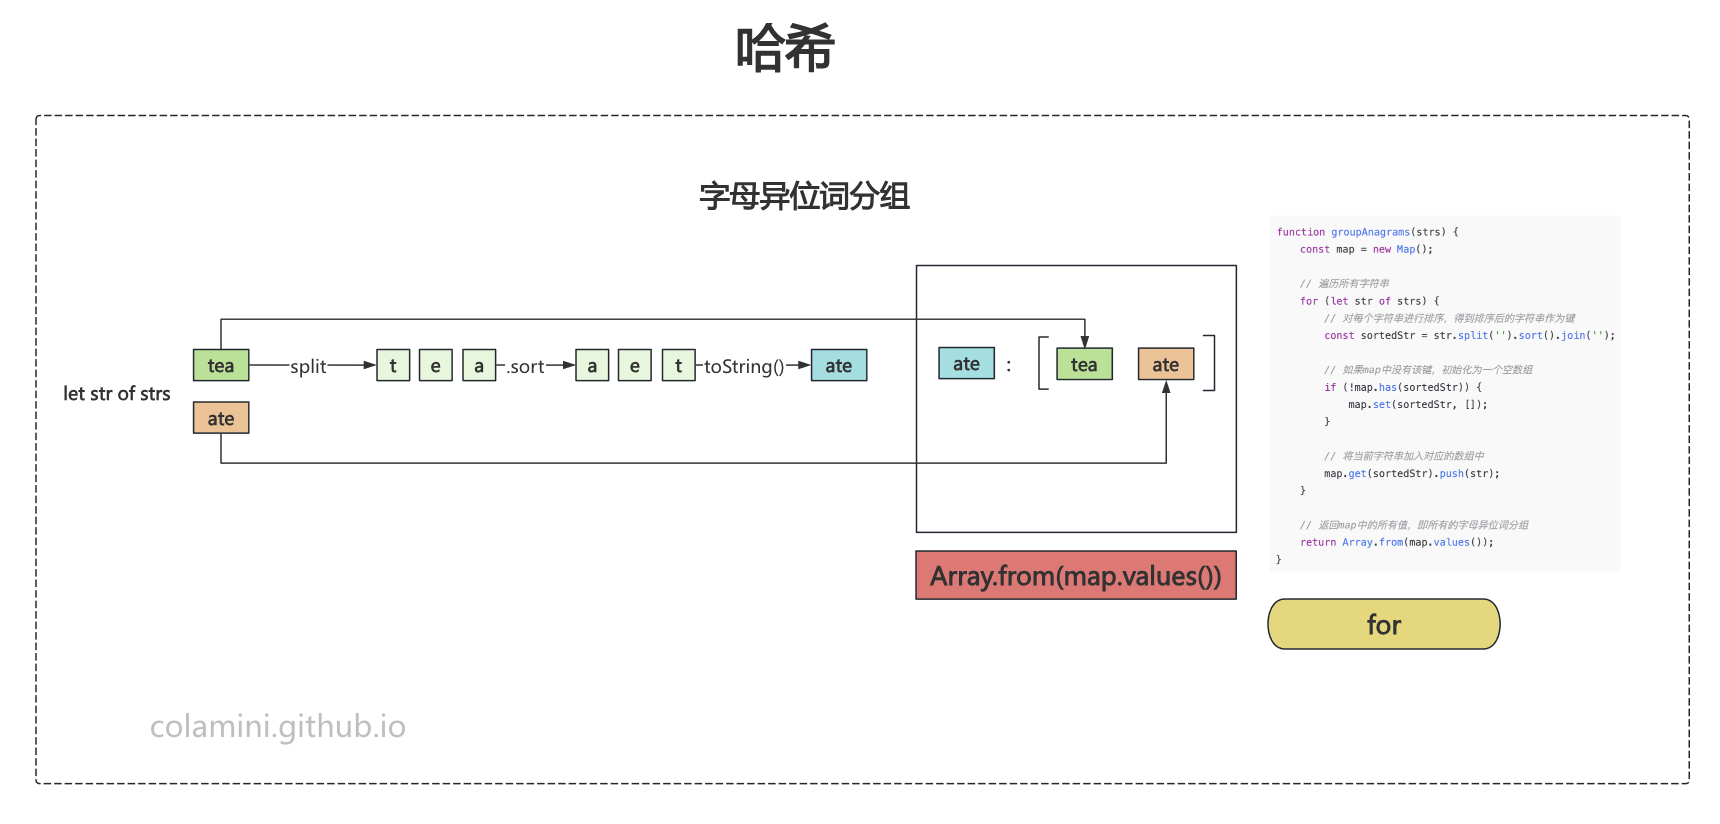 哈希
字母异位词分组
let str of strs
tea split t e a .sort a e t toString() ate
ate
ate : tea ate
Array.from(map.values())
function groupAnagrams(strs) {
    const map = new Map();
    // 遍历所有字符串
    for (let str of strs) {
        // 对每个字符串进行排序，得到排序后的字符串作为键
        const sortedStr = str.split('').sort().join('');
        // 如果map中没有该键，初始化为一个空数组
        if (!map.has(sortedStr)) {
            map.set(sortedStr, []);
        }
        // 将当前字符串加入对应的数组中
        map.get(sortedStr).push(str);
    }
    // 返回map中的所有值，即所有的字母异位词分组
    return Array.from(map.values());
}
for
colamini.github.io